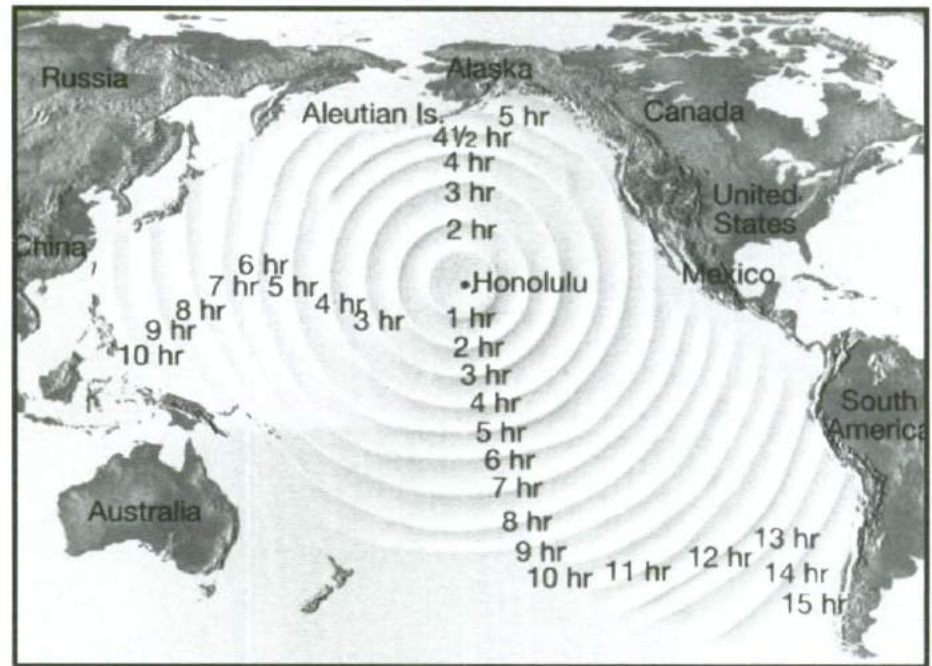 Russia
Alaska
Aleutian Is.
5 hr
Canada
4½ hr
4 hr
3 hr
United
States
2 hr
China
6 hr
7 hr
5 hr
Honolulu
Mexico
8 hr
4 hr
3 hr
1 hr
9 hr
10 hr
2 hr
3 hr
4 hr
South
America
5 hr
6 hr
7 hr
Australia
8 hr
9 hr
10 hr
11 hr
12 hr
13 hr
14 hr
15 hr